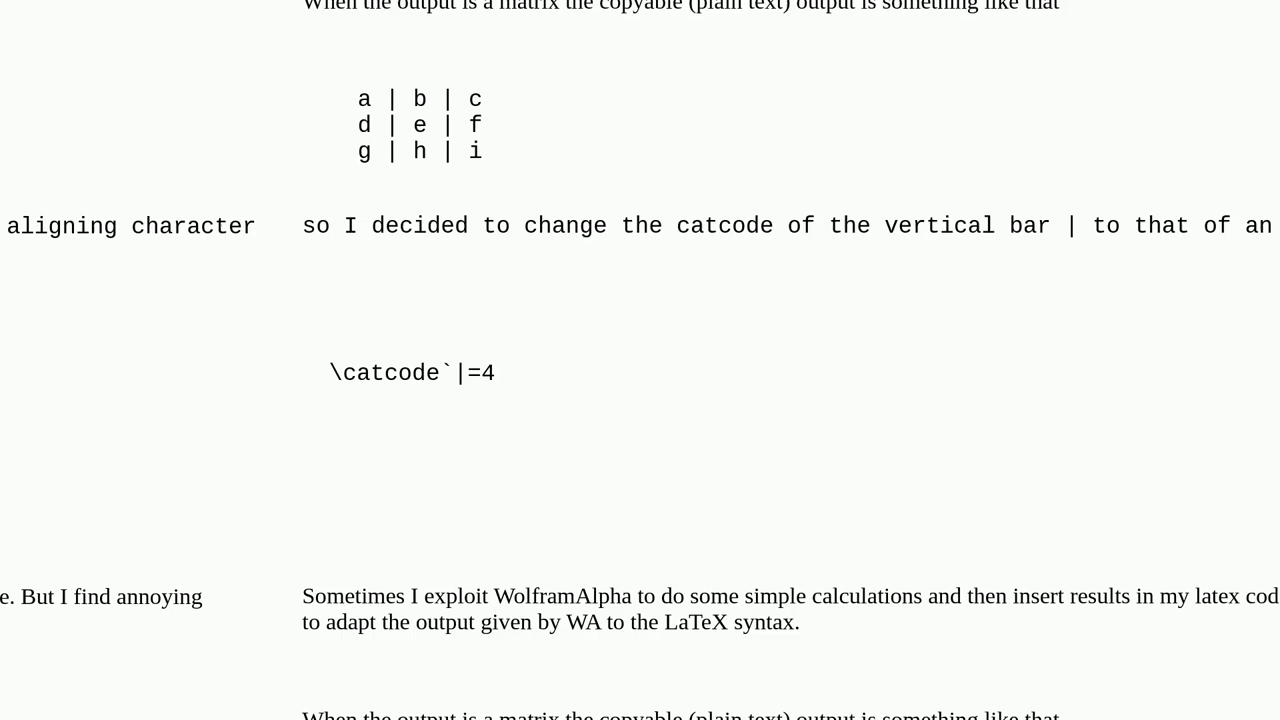 When the output is a matrix the copyable (plain text) output is something like that
a | b | c
d | e | f
g | h | i
aligning character
so I decided to change the catcode of the vertical bar | to that of an
\catcode`|=4
e. But I find annoying
Sometimes I exploit WolframAlpha to do some simple calculations and then insert results in my latex cod
to adapt the output given by WA to the LaTeX syntax.
When the output is a matrix the copyable (plain text) output is something like that